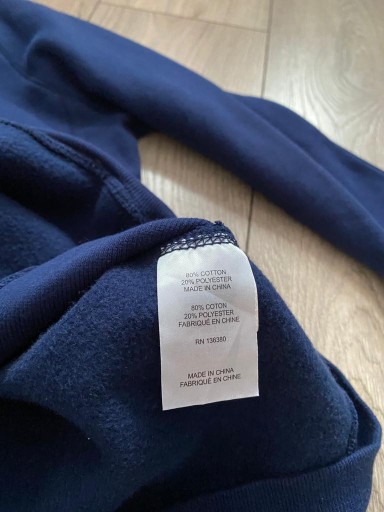 80% COTTON
20% POLYESTER
MADE IN CHINA
80% COTTON
20% POLYESTER
FABRIQUÉ EN CHINE
RN 136380
MADE IN CHINA
FABRIQUÉ EN CHINE